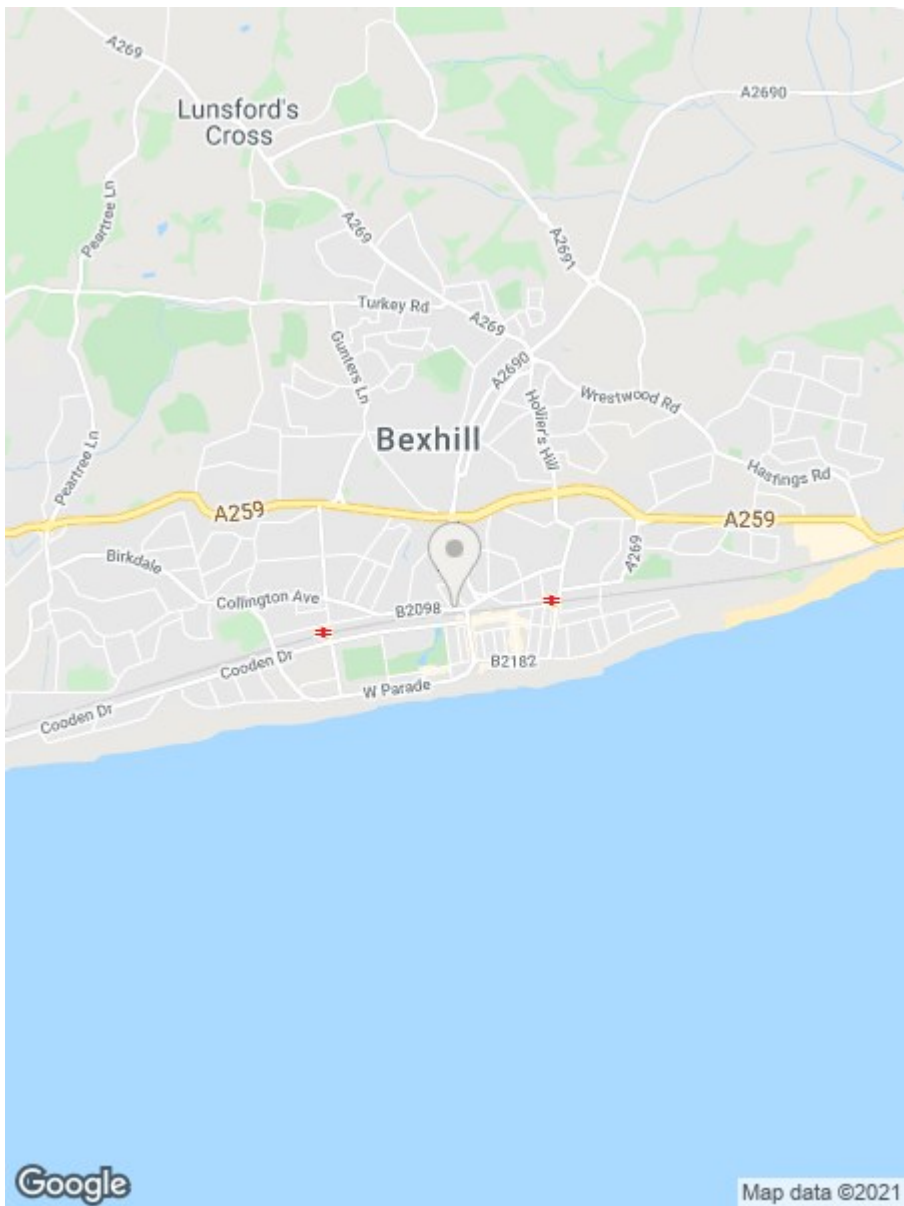 A269
A2690
Lunsford's
Cross
Peartree Ln
A269
A2691
Turkey Rd
A269
Gunters Ln
A2690
Wrestwood Rd
Hollier's Hill
Bexhill
Peartree Ln
Hastings Rd
A259
A259
A269
Birkdale
Collington Ave
B2098
Cooden Dr
B2182
W Parade
Cooden Dr
Google
Map data ©2021